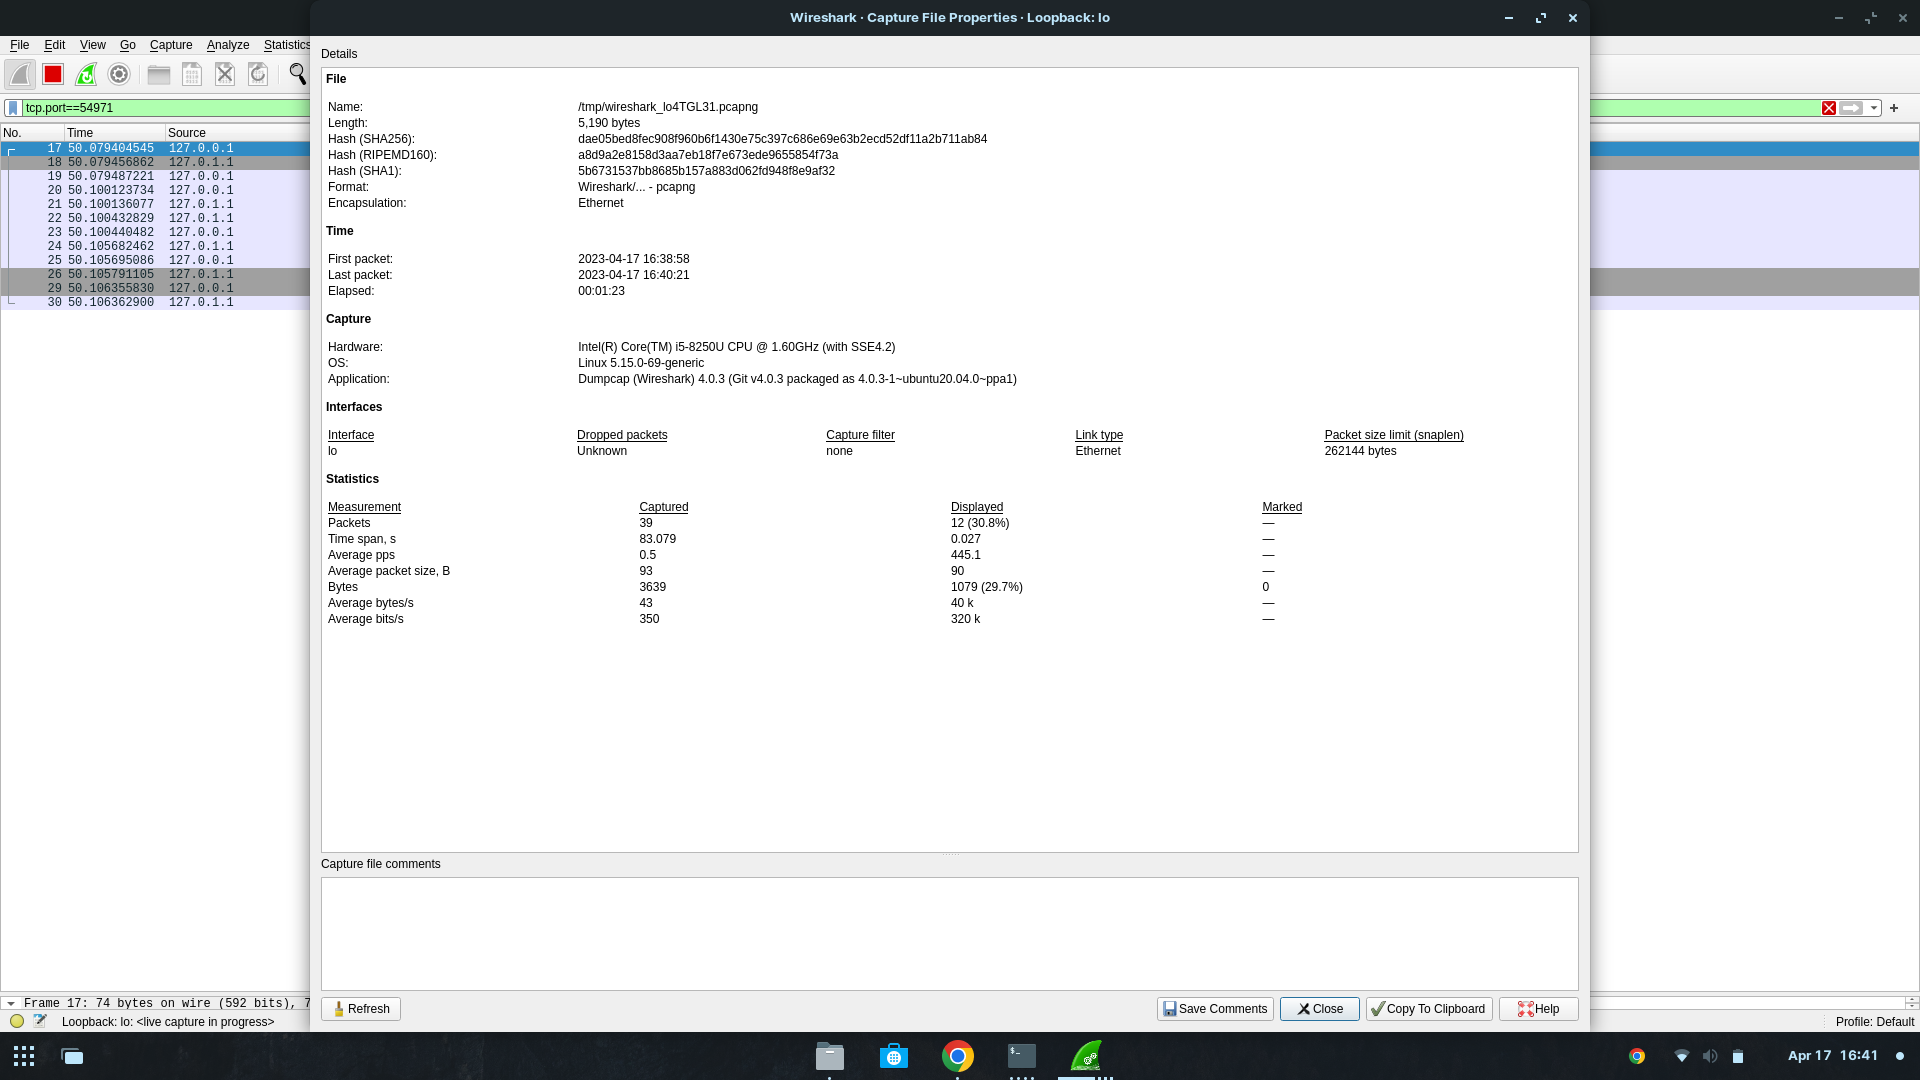 Wireshark · Capture File Properties · Loopback: lo
File Edit View Go Capture Analyze Statistics
Details
tcp.port==54971
No. Time Source
17 50.079404545 127.0.0.1
18 50.079456862 127.0.1.1
19 50.079487221 127.0.0.1
20 50.100123734 127.0.0.1
21 50.100136077 127.0.1.1
22 50.100432829 127.0.1.1
23 50.100440482 127.0.0.1
24 50.105682462 127.0.1.1
25 50.105695086 127.0.0.1
26 50.105791105 127.0.1.1
29 50.106355830 127.0.0.1
30 50.106362900 127.0.1.1
File
Name: /tmp/wireshark_lo4TGL31.pcapng
Length: 5,190 bytes
Hash (SHA256): dae05bed8fec908f960b6f1430e75c397c686e69e63b2ecd52df11a2b711ab84
Hash (RIPEMD160): a8d9a2e8158d3aa7eb18f7e673ede9655854f73a
Hash (SHA1): 5b6731537bb8685b157a883d062fd948f8e9af32
Format: Wireshark/... - pcapng
Encapsulation: Ethernet
Time
First packet: 2023-04-17 16:38:58
Last packet: 2023-04-17 16:40:21
Elapsed: 00:01:23
Capture
Hardware: Intel(R) Core(TM) i5-8250U CPU @ 1.60GHz (with SSE4.2)
OS: Linux 5.15.0-69-generic
Application: Dumpcap (Wireshark) 4.0.3 (Git v4.0.3 packaged as 4.0.3-1~ubuntu20.04.0~ppa1)
Interfaces
Interface Dropped packets Capture filter Link type Packet size limit (snaplen)
lo Unknown none Ethernet 262144 bytes
Statistics
Measurement Captured Displayed Marked
Packets 39 12 (30.8%) —
Time span, s 83.079 0.027 —
Average pps 0.5 445.1 —
Average packet size, B 93 90 —
Bytes 3639 1079 (29.7%) 0
Average bytes/s 43 40 k —
Average bits/s 350 320 k —
Capture file comments
Frame 17: 74 bytes on wire (592 bits), 7
Refresh Save Comments Close Copy To Clipboard Help
Loopback: lo: <live capture in progress> Profile: Default
Apr 17 16:41